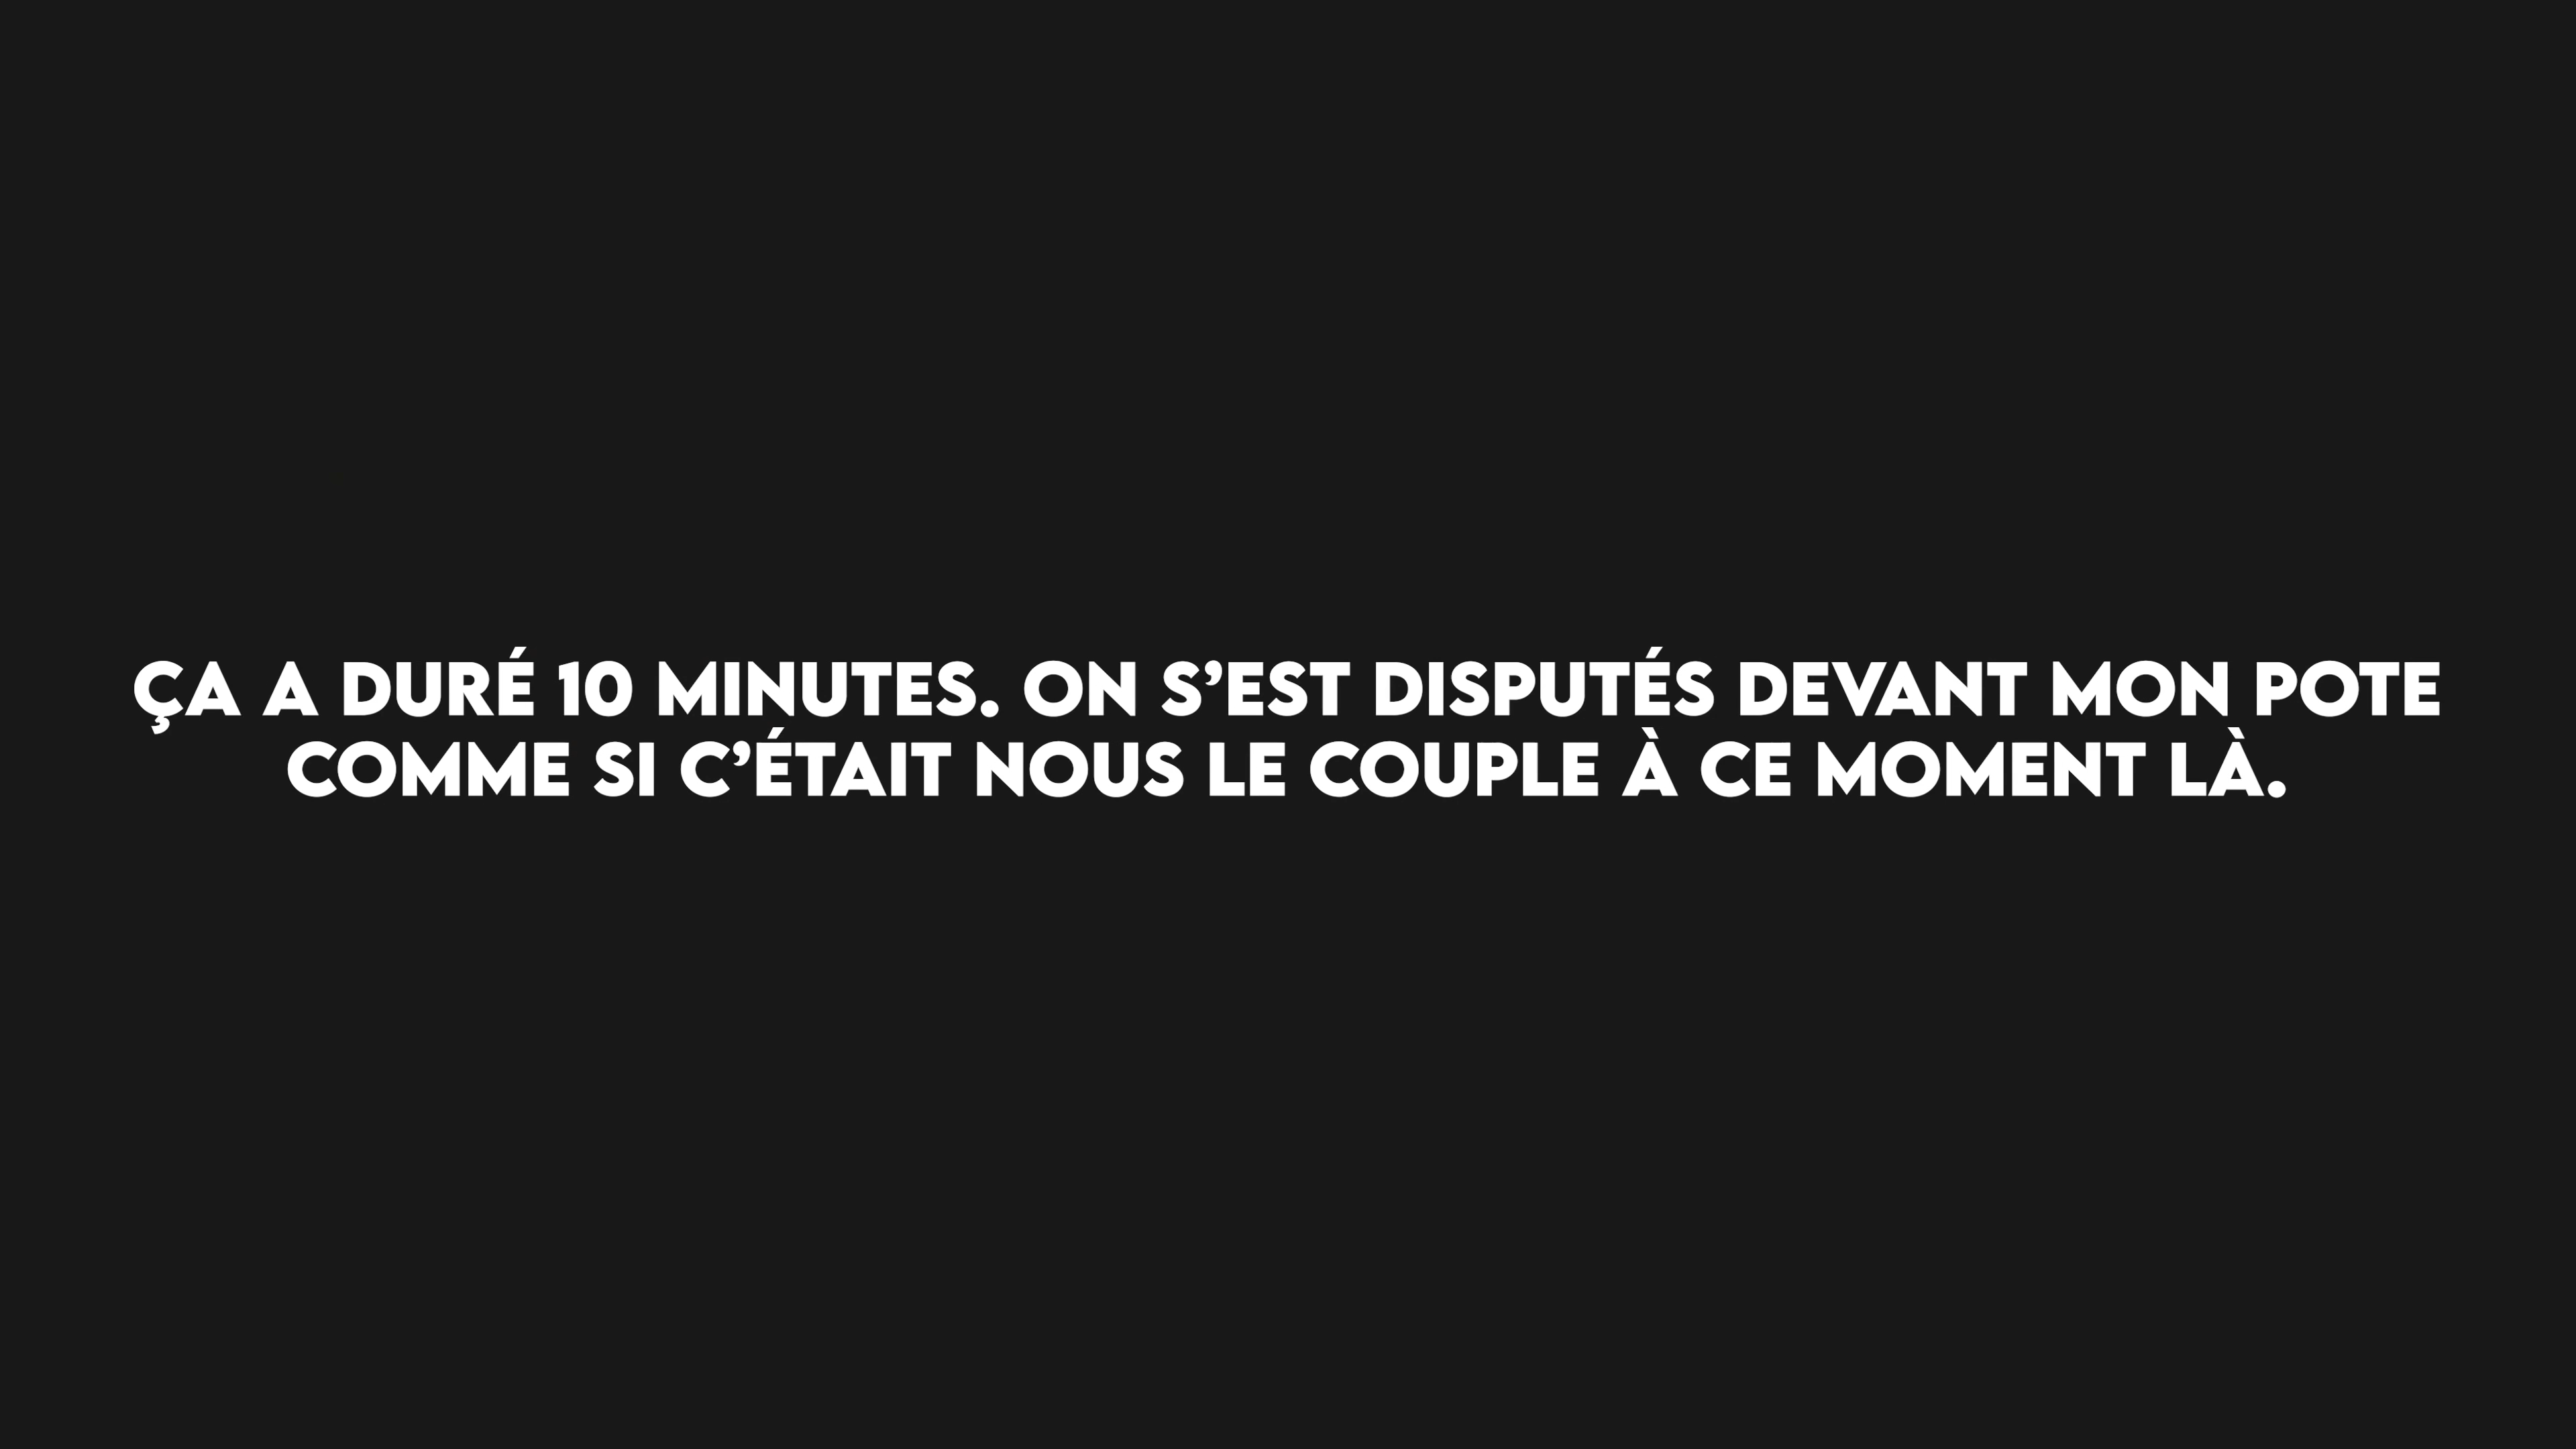 ÇA A DURÉ 10 MINUTES. ON S’EST DISPUTÉS DEVANT MON POTE
COMME SI C’ÉTAIT NOUS LE COUPLE À CE MOMENT LÀ.